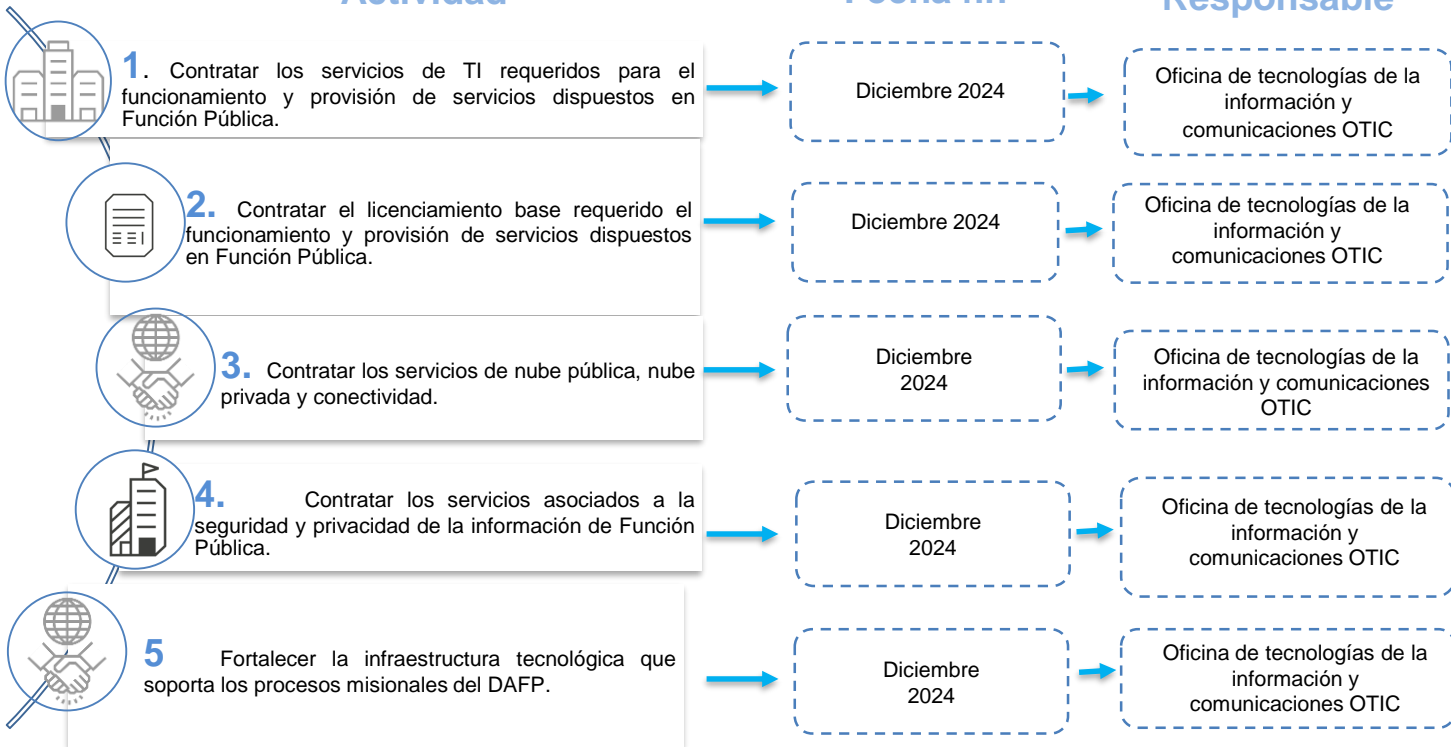 Actividad
Fecha fin
Responsable
1. Contratar los servicios de TI requeridos para el
funcionamiento y provisión de servicios dispuestos en
Función Pública.
Diciembre 2024
Oficina de tecnologías de la
información y
comunicaciones OTIC
2. Contratar el licenciamiento base requerido el
funcionamiento y provisión de servicios dispuestos
en Función Pública.
Diciembre 2024
Oficina de tecnologías de la
información y
comunicaciones OTIC
3. Contratar los servicios de nube pública, nube
privada y conectividad.
Diciembre
2024
Oficina de tecnologías de la
información y comunicaciones
OTIC
4. Contratar los servicios asociados a la
seguridad y privacidad de la información de Función
Pública.
Diciembre
2024
Oficina de tecnologías de la
información y
comunicaciones OTIC
5 Fortalecer la infraestructura tecnológica que
soporta los procesos misionales del DAFP.
Diciembre
2024
Oficina de tecnologías de la
información y
comunicaciones OTIC